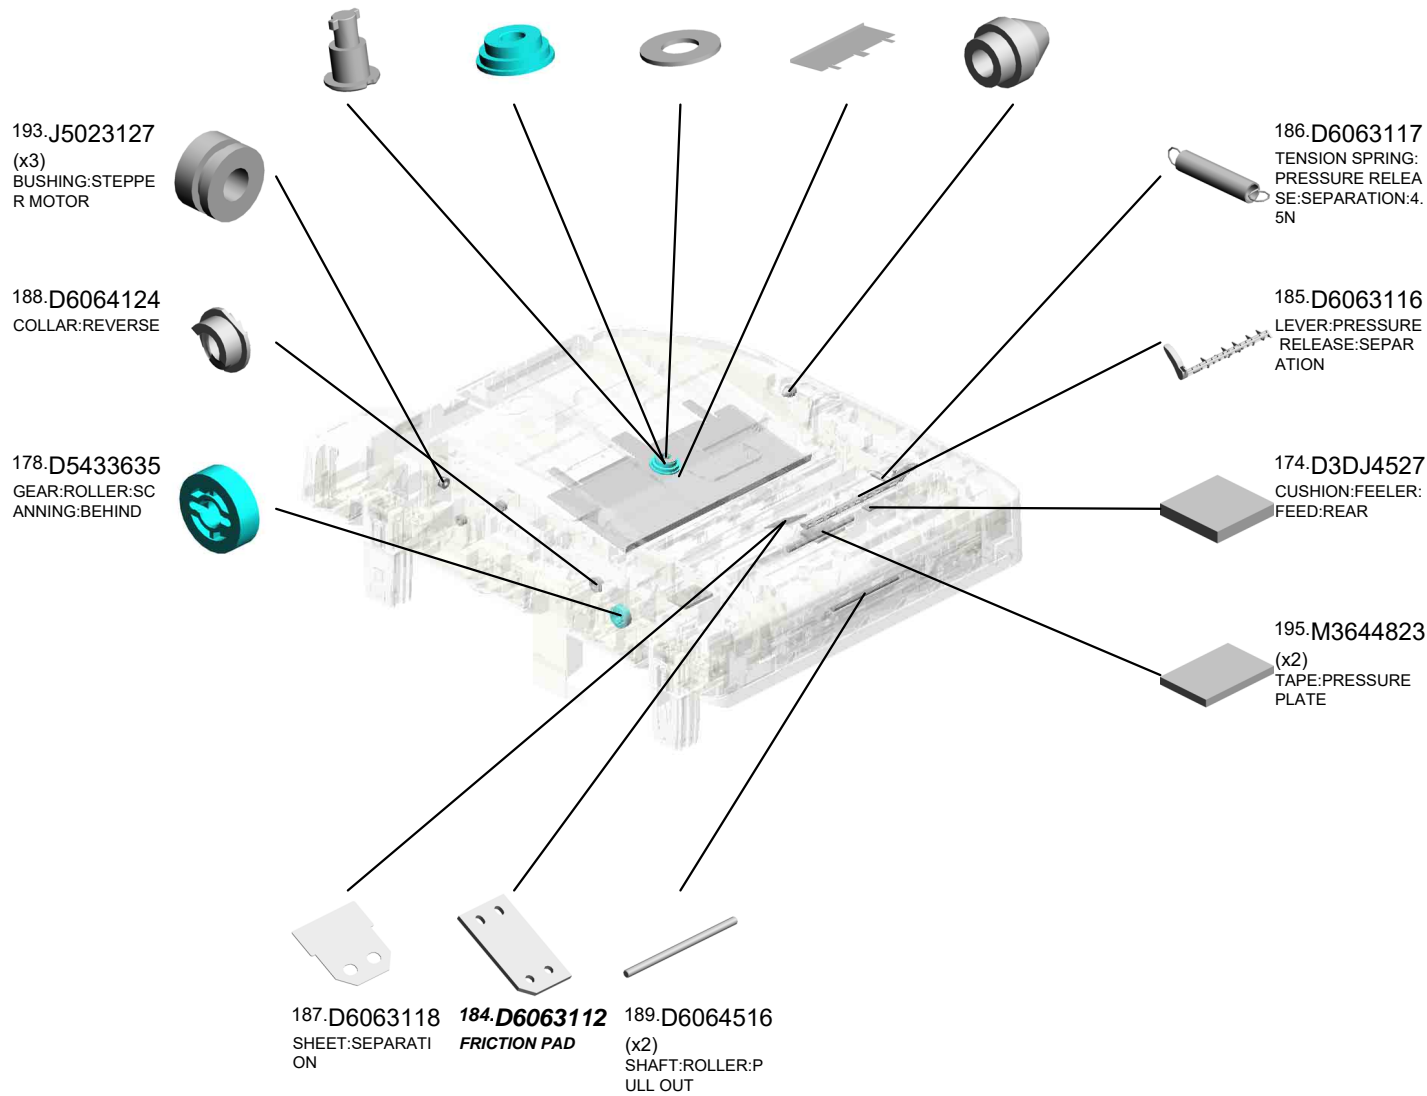 193.J5023127
(x3)
BUSHING:STEPPE
R MOTOR
188.D6064124
COLLAR:REVERSE
178.D5433635
GEAR:ROLLER:SC
ANNING:BEHIND
186.D6063117
TENSION SPRING:
PRESSURE RELEA
SE:SEPARATION:4.
5N
185.D6063116
LEVER:PRESSURE
RELEASE:SEPAR
ATION
174.D3DJ4527
CUSHION:FEELER:
FEED:REAR
195.M3644823
(x2)
TAPE:PRESSURE
PLATE
187.D6063118
SHEET:SEPARATI
ON
184.D6063112
FRICTION PAD
189.D6064516
(x2)
SHAFT:ROLLER:P
ULL OUT